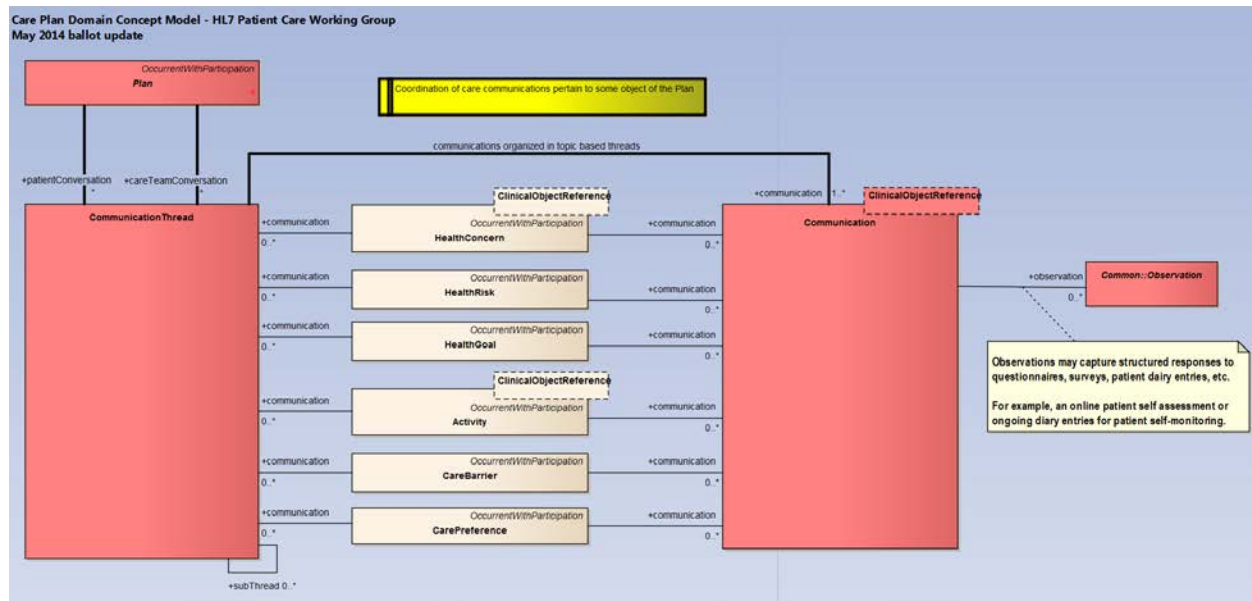 Care Plan Domain Concept Model - HL7 Patient Care Working Group
May 2014 ballot update
OccurrentWithParticipation
Plan
Coordination of care communications pertain to some object of the Plan
communications organized in topic based threads
+patientConversation
*
+careTeamConversation
*
+communication
1..*
CommunicationThread
ClinicalObjectReference
Communication
ClinicalObjectReference
+communication
0..*
OccurrentWithParticipation
HealthConcern
+communication
0..*
+communication
0..*
OccurrentWithParticipation
HealthRisk
+communication
0..*
+observation
0..*
Common::Observation
+communication
0..*
OccurrentWithParticipation
HealthGoal
+communication
0..*
ClinicalObjectReference
+communication
0..*
OccurrentWithParticipation
Activity
+communication
0..*
Observations may capture structured responses to
questionnaires, surveys, patient dairy entries, etc.
For example, an online patient self assessment or
ongoing diary entries for patient self-monitoring.
+communication
0..*
OccurrentWithParticipation
CareBarrier
+communication
0..*
+communication
0..*
OccurrentWithParticipation
CarePreference
+communication
0..*
+subThread 0..*